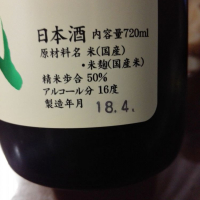 日本酒 内容量720ml
原材料名 米(国産)
・米麹(国産米)
精米歩合 50%
アルコール分 16度
製造年月
18.4.